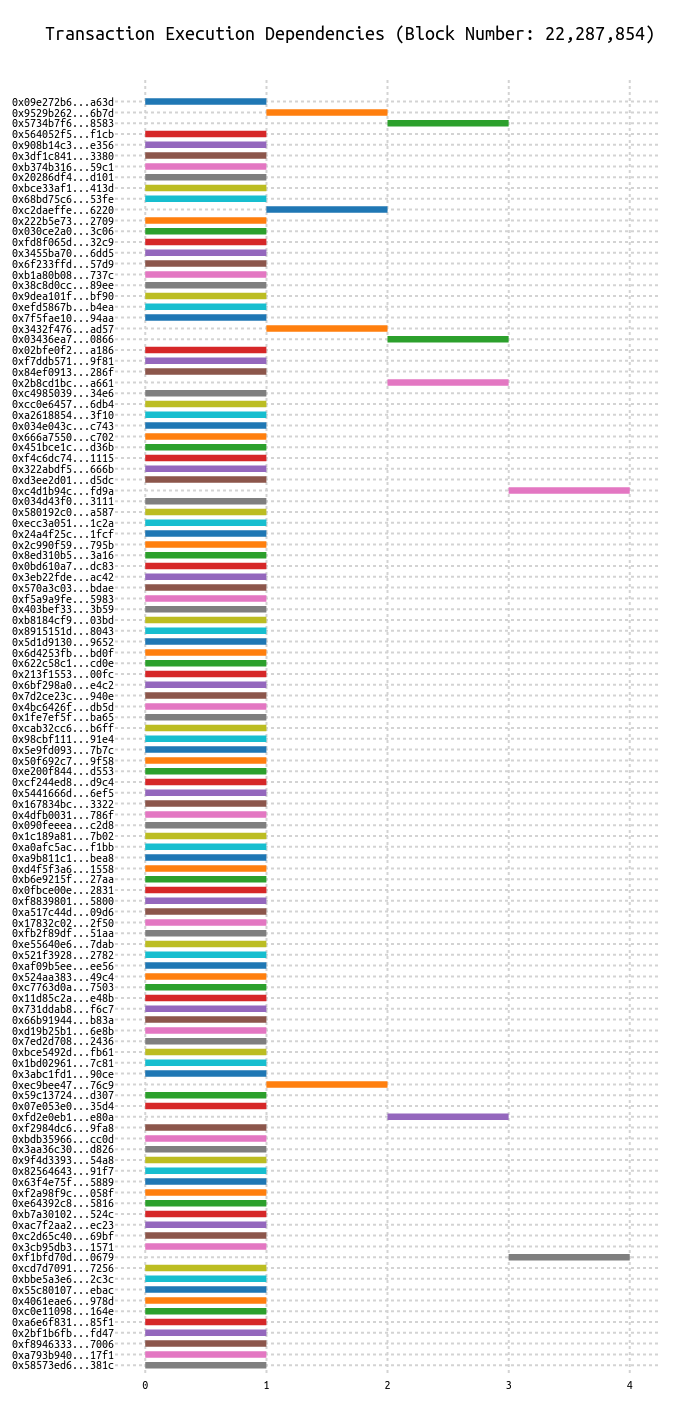 Transaction Execution Dependencies (Block Number: 22,287,854)
0x09e272b6...a63d
0x9529b262...6b7d
0x5734b7f6...8583
0x564052f5...f1cb
0x908b14c3...e356
0x3df1c841...3380
0xb374b316...59c1
0x20286df4...d101
0xbce33af1...413d
0x68bd75c6...53fe
0xc2daeffe...6220
0x222b5e73...2709
0x030ce2a0...3c06
0xfd8f065d...32c9
0x3455ba70...6dd5
0x6f233ffd...57d9
0xb1a80b08...737c
0x38c8d0cc...89ee
0x9dea101f...bf90
0xefd5867b...b4ea
0x7f5fae10...94aa
0x3432f476...ad57
0x03436ea7...0866
0x02bfe0f2...a186
0xf7ddb571...9f81
0x84ef0913...286f
0x2b8cd1bc...a661
0xc4985039...34e6
0xcc0e6457...6db4
0xa2618854...3f10
0x034e043c...c743
0x666a7550...c702
0x451bce1c...d36b
0xf4c6dc74...1115
0x322abdf5...666b
0xd3ee2d01...d5dc
0xc4d1b94c...fd9a
0x034d43f0...3111
0x580192c0...a587
0xecc3a051...1c2a
0x24a4f25c...1fcf
0x2c990f59...795b
0x8ed310b5...3a16
0x0bd610a7...dc83
0x3eb22fde...ac42
0x570a3c03...bdae
0xf5a9a9fe...5983
0x403bef33...3b59
0xb8184cf9...03bd
0x8915151d...8043
0x5d1d9130...9652
0x6d4253fb...bd0f
0x622c58c1...cd0e
0x213f1553...00fc
0x6bf298a0...e4c2
0x7d2ce23c...940e
0x4bc6426f...db5d
0x1fe7ef5f...ba65
0xcab32cc6...b6ff
0x98cbf111...91e4
0x5e9fd093...7b7c
0x50f692c7...9f58
0xe200f844...d553
0xcf244ed8...d9c4
0x5441666d...6ef5
0x167834bc...3322
0x4dfb0031...786f
0x090feeea...c2d8
0x1c189a81...7b02
0xa0afc5ac...f1bb
0xa9b811c1...bea8
0xd4f5f3a6...1558
0xb6e9215f...27aa
0x0fbce00e...2831
0xf8839801...5800
0xa517c44d...09d6
0x17832c02...2f50
0xfb2f89df...51aa
0xe55640e6...7dab
0x521f3928...2782
0xaf09b5ee...ee56
0x524aa383...49c4
0xc7763d0a...7503
0x11d85c2a...e48b
0x731ddab8...f6c7
0x66b91944...b83a
0xd19b25b1...6e8b
0x7ed2d708...2436
0xbce5492d...fb61
0x1bd02961...7c81
0x3abc1fd1...90ce
0xec9bee47...76c9
0x59c13724...d307
0x07e053e0...35d4
0xfd2e0eb1...e80a
0xf2984dc6...9fa8
0xbdb35966...cc0d
0x3aa36c30...d826
0x9f4d3393...54a8
0x82564643...91f7
0x63f4e75f...5889
0xf2a98f9c...058f
0xe64392c8...5816
0xb7a30102...524c
0xac7f2aa2...ec23
0xc2d65c40...69bf
0x3cb95db3...1571
0xf1bfd70d...0679
0xcd7d7091...7256
0xbbe5a3e6...2c3c
0x55c80107...ebac
0x4061eae6...978d
0xc0e11098...164e
0xa6e6f831...85f1
0x2bf1b6fb...fd47
0xf8946333...7006
0xa793b940...17f1
0x58573ed6...381c
0 1 2 3 4